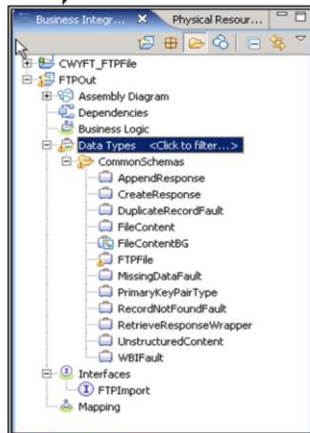 Business Integr... Physical Resour...
CWYFT_FTPFile
FTPOut
Assembly Diagram
Dependencies
Business Logic
Data Types <Click to filter...>
CommonSchemas
AppendResponse
CreateResponse
DuplicateRecordFault
FileContent
FileContentBG
FTPFile
MissingDataFault
PrimaryKeyPairType
RecordNotFoundFault
RetrieveResponseWrapper
UnstructuredContent
WBIFault
Interfaces
FTPImport
Mapping